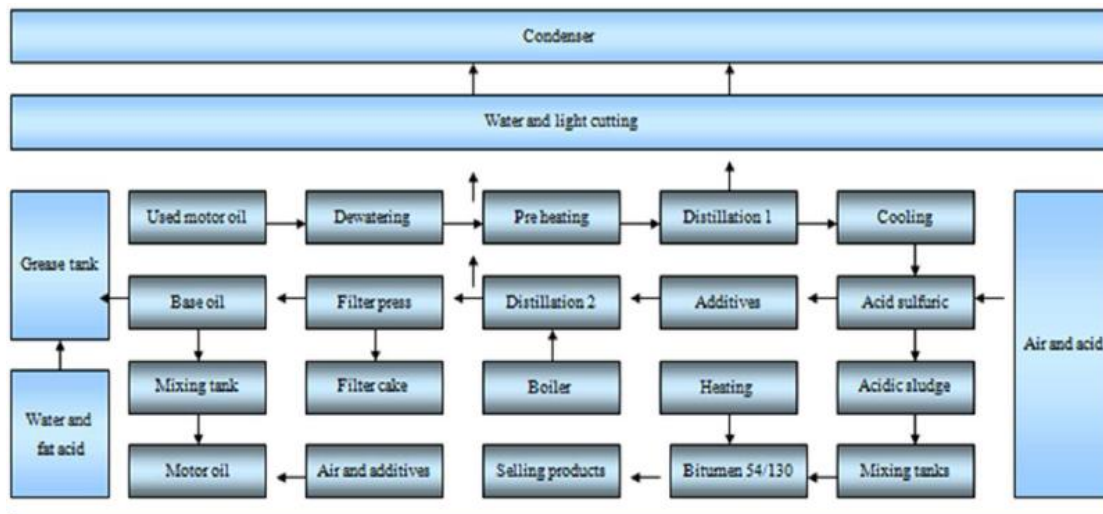 Condenser
Water and light cutting
Used motor oil
Dewatering
Pre heating
Distillation 1
Cooling
Grease tank
Base oil
Filter press
Distillation 2
Additives
Acid sulfuric
Air and acid
Mixing tank
Filter cake
Boiler
Heating
Acidic sludge
Water and
fat acid
Motor oil
Air and additives
Selling products
Bitumen 54/130
Mixing tanks